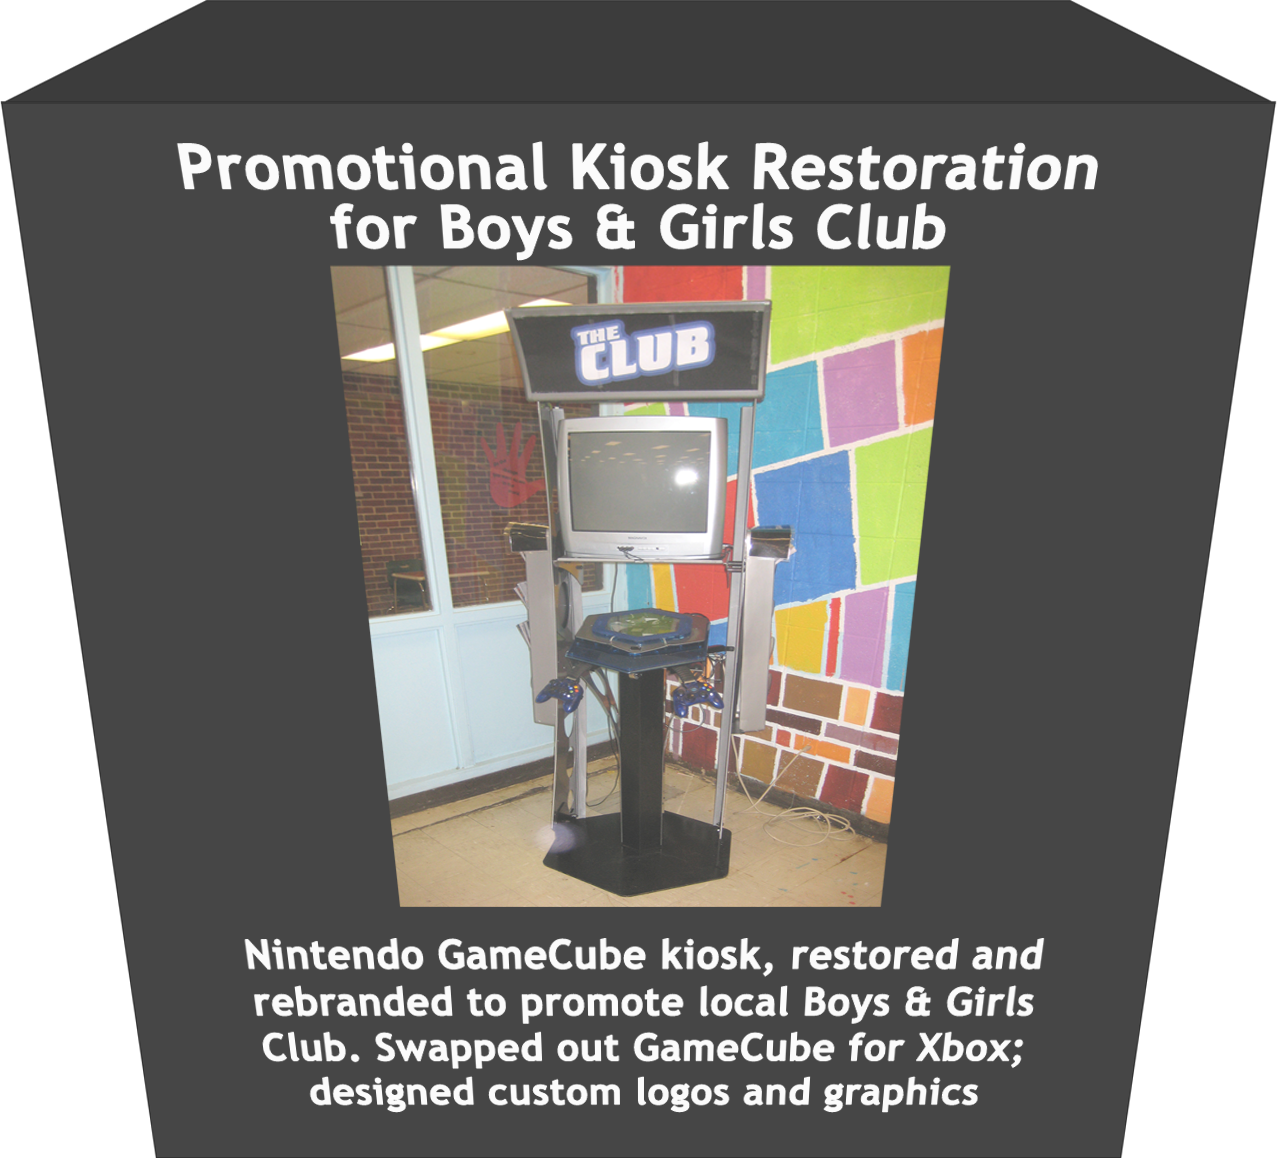 Promotional Kiosk Restoration
for Boys & Girls Club
THE
CLUB
Nintendo GameCube kiosk, restored and
rebranded to promote local Boys & Girls
Club. Swapped out GameCube for Xbox;
designed custom logos and graphics